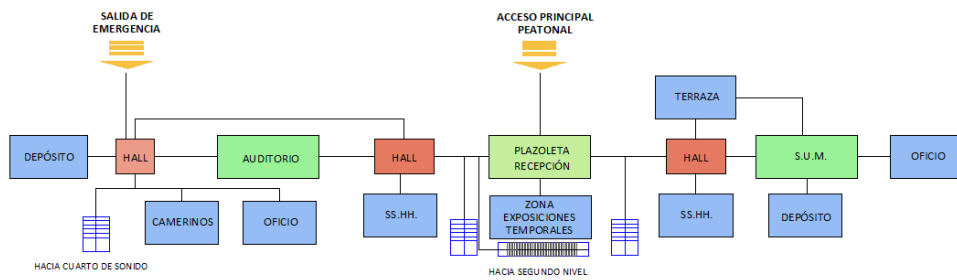 SALIDA DE
EMERGENCIA
ACCESO PRINCIPAL
PEATONAL
TERRAZA
DEPÓSITO
HALL
AUDITORIO
HALL
PLAZOLETA
RECEPCIÓN
HALL
S.U.M.
OFICIO
CAMERINOS
OFICIO
SS.HH.
ZONA
EXPOSICIONES
TEMPORALES
SS.HH.
DEPÓSITO
HACIA CUARTO DE SONIDO
HACIA SEGUNDO NIVEL